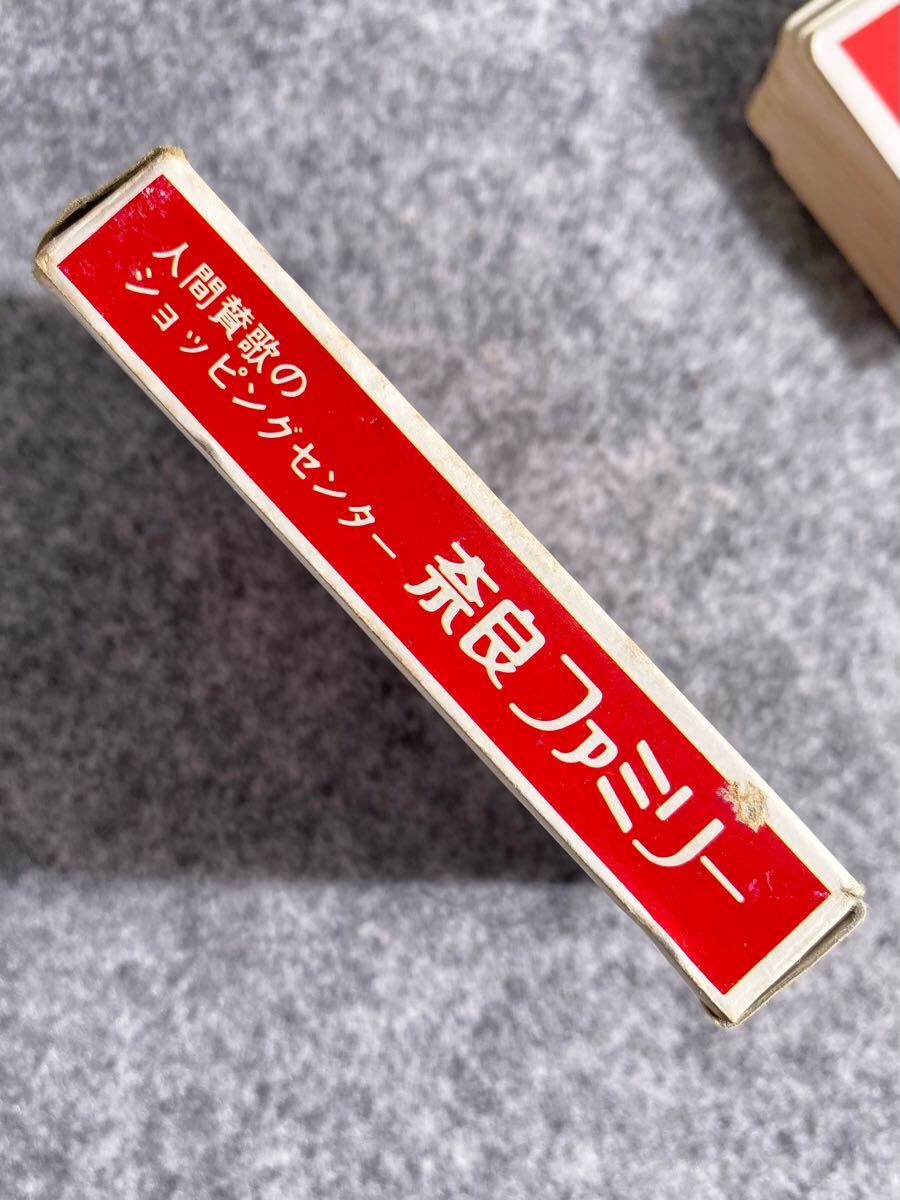 人間賛歌の
ショッピングセンター
奈良ファミリー